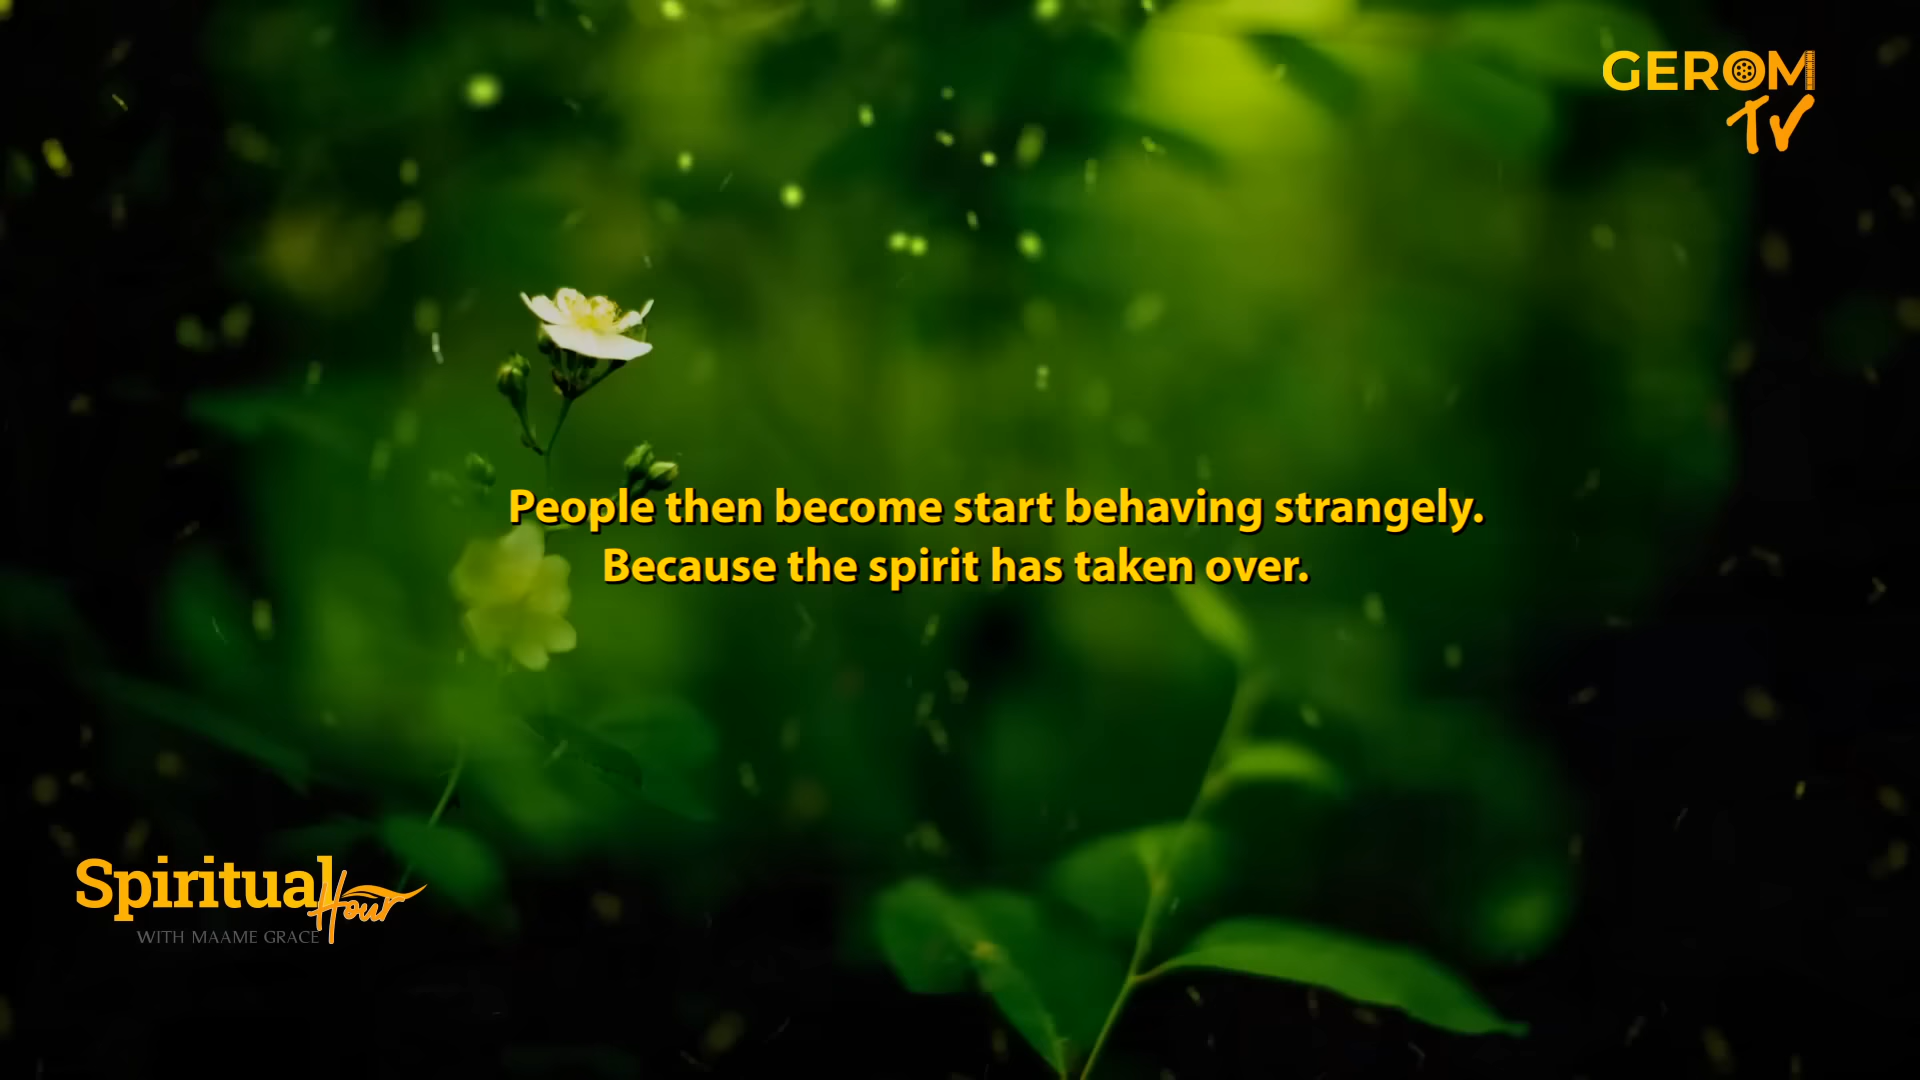 GEROM
TV
People then become start behaving strangely.
Because the spirit has taken over.
Spiritual Hour
WITH MAAME GRACE